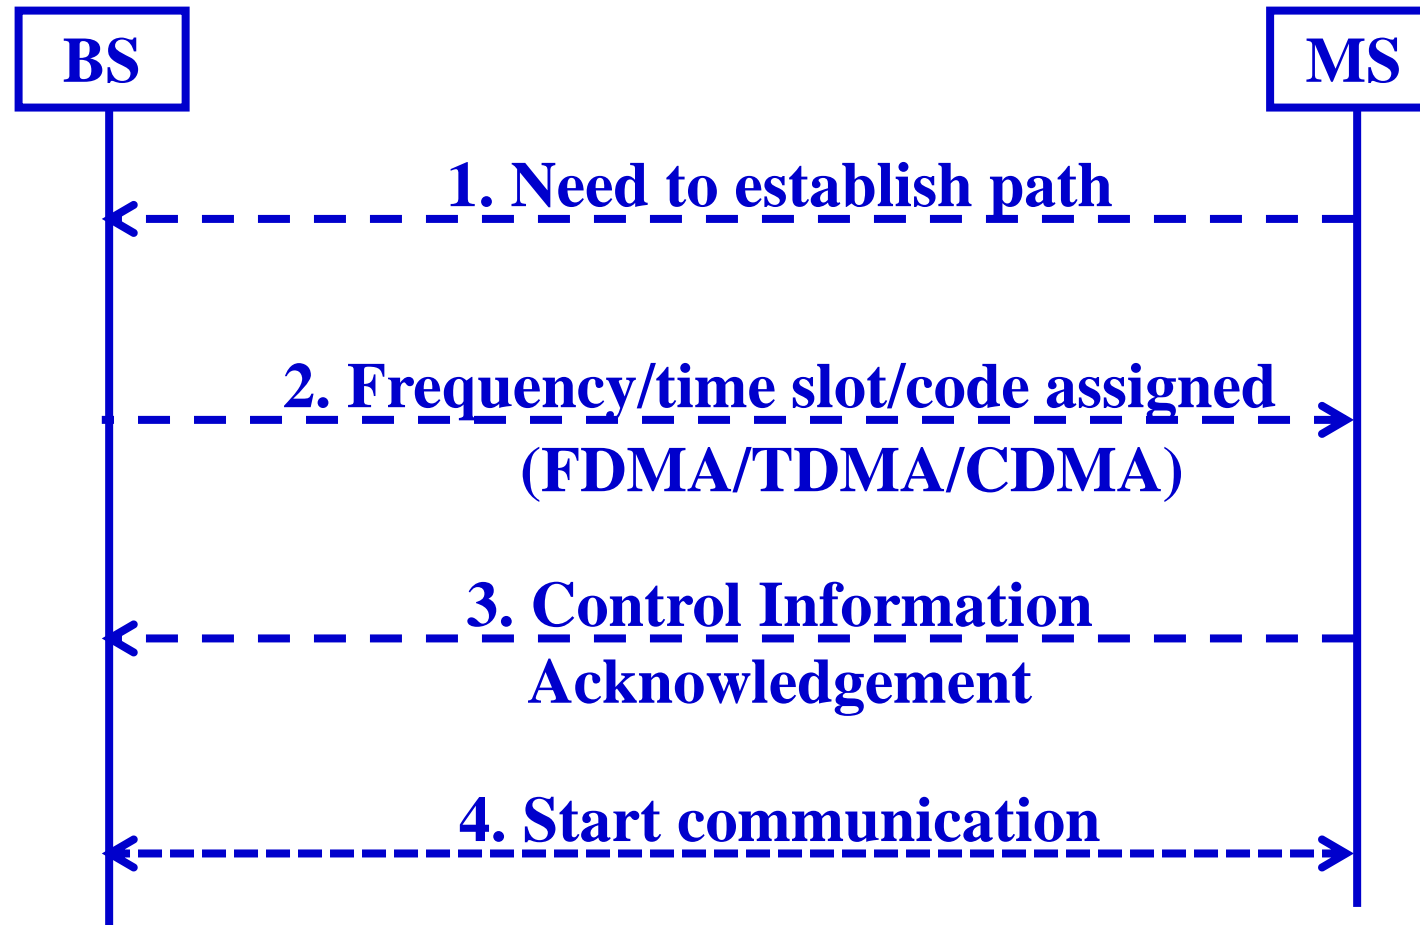 BS
MS
1. Need to establish path
2. Frequency/time slot/code assigned
(FDMA/TDMA/CDMA)
3. Control Information
Acknowledgement
4. Start communication